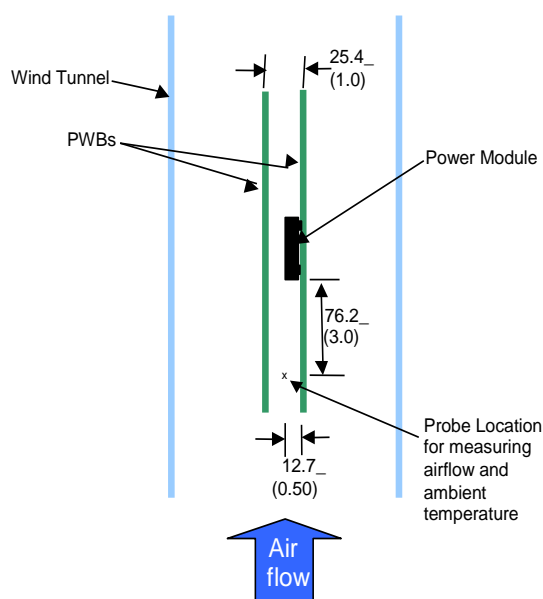 25.4_
(1.0)
Wind Tunnel
PWBs
Power Module
76.2_
(3.0)
x
Probe Location
for measuring
airflow and
ambient
temperature
12.7_
(0.50)
Air
flow